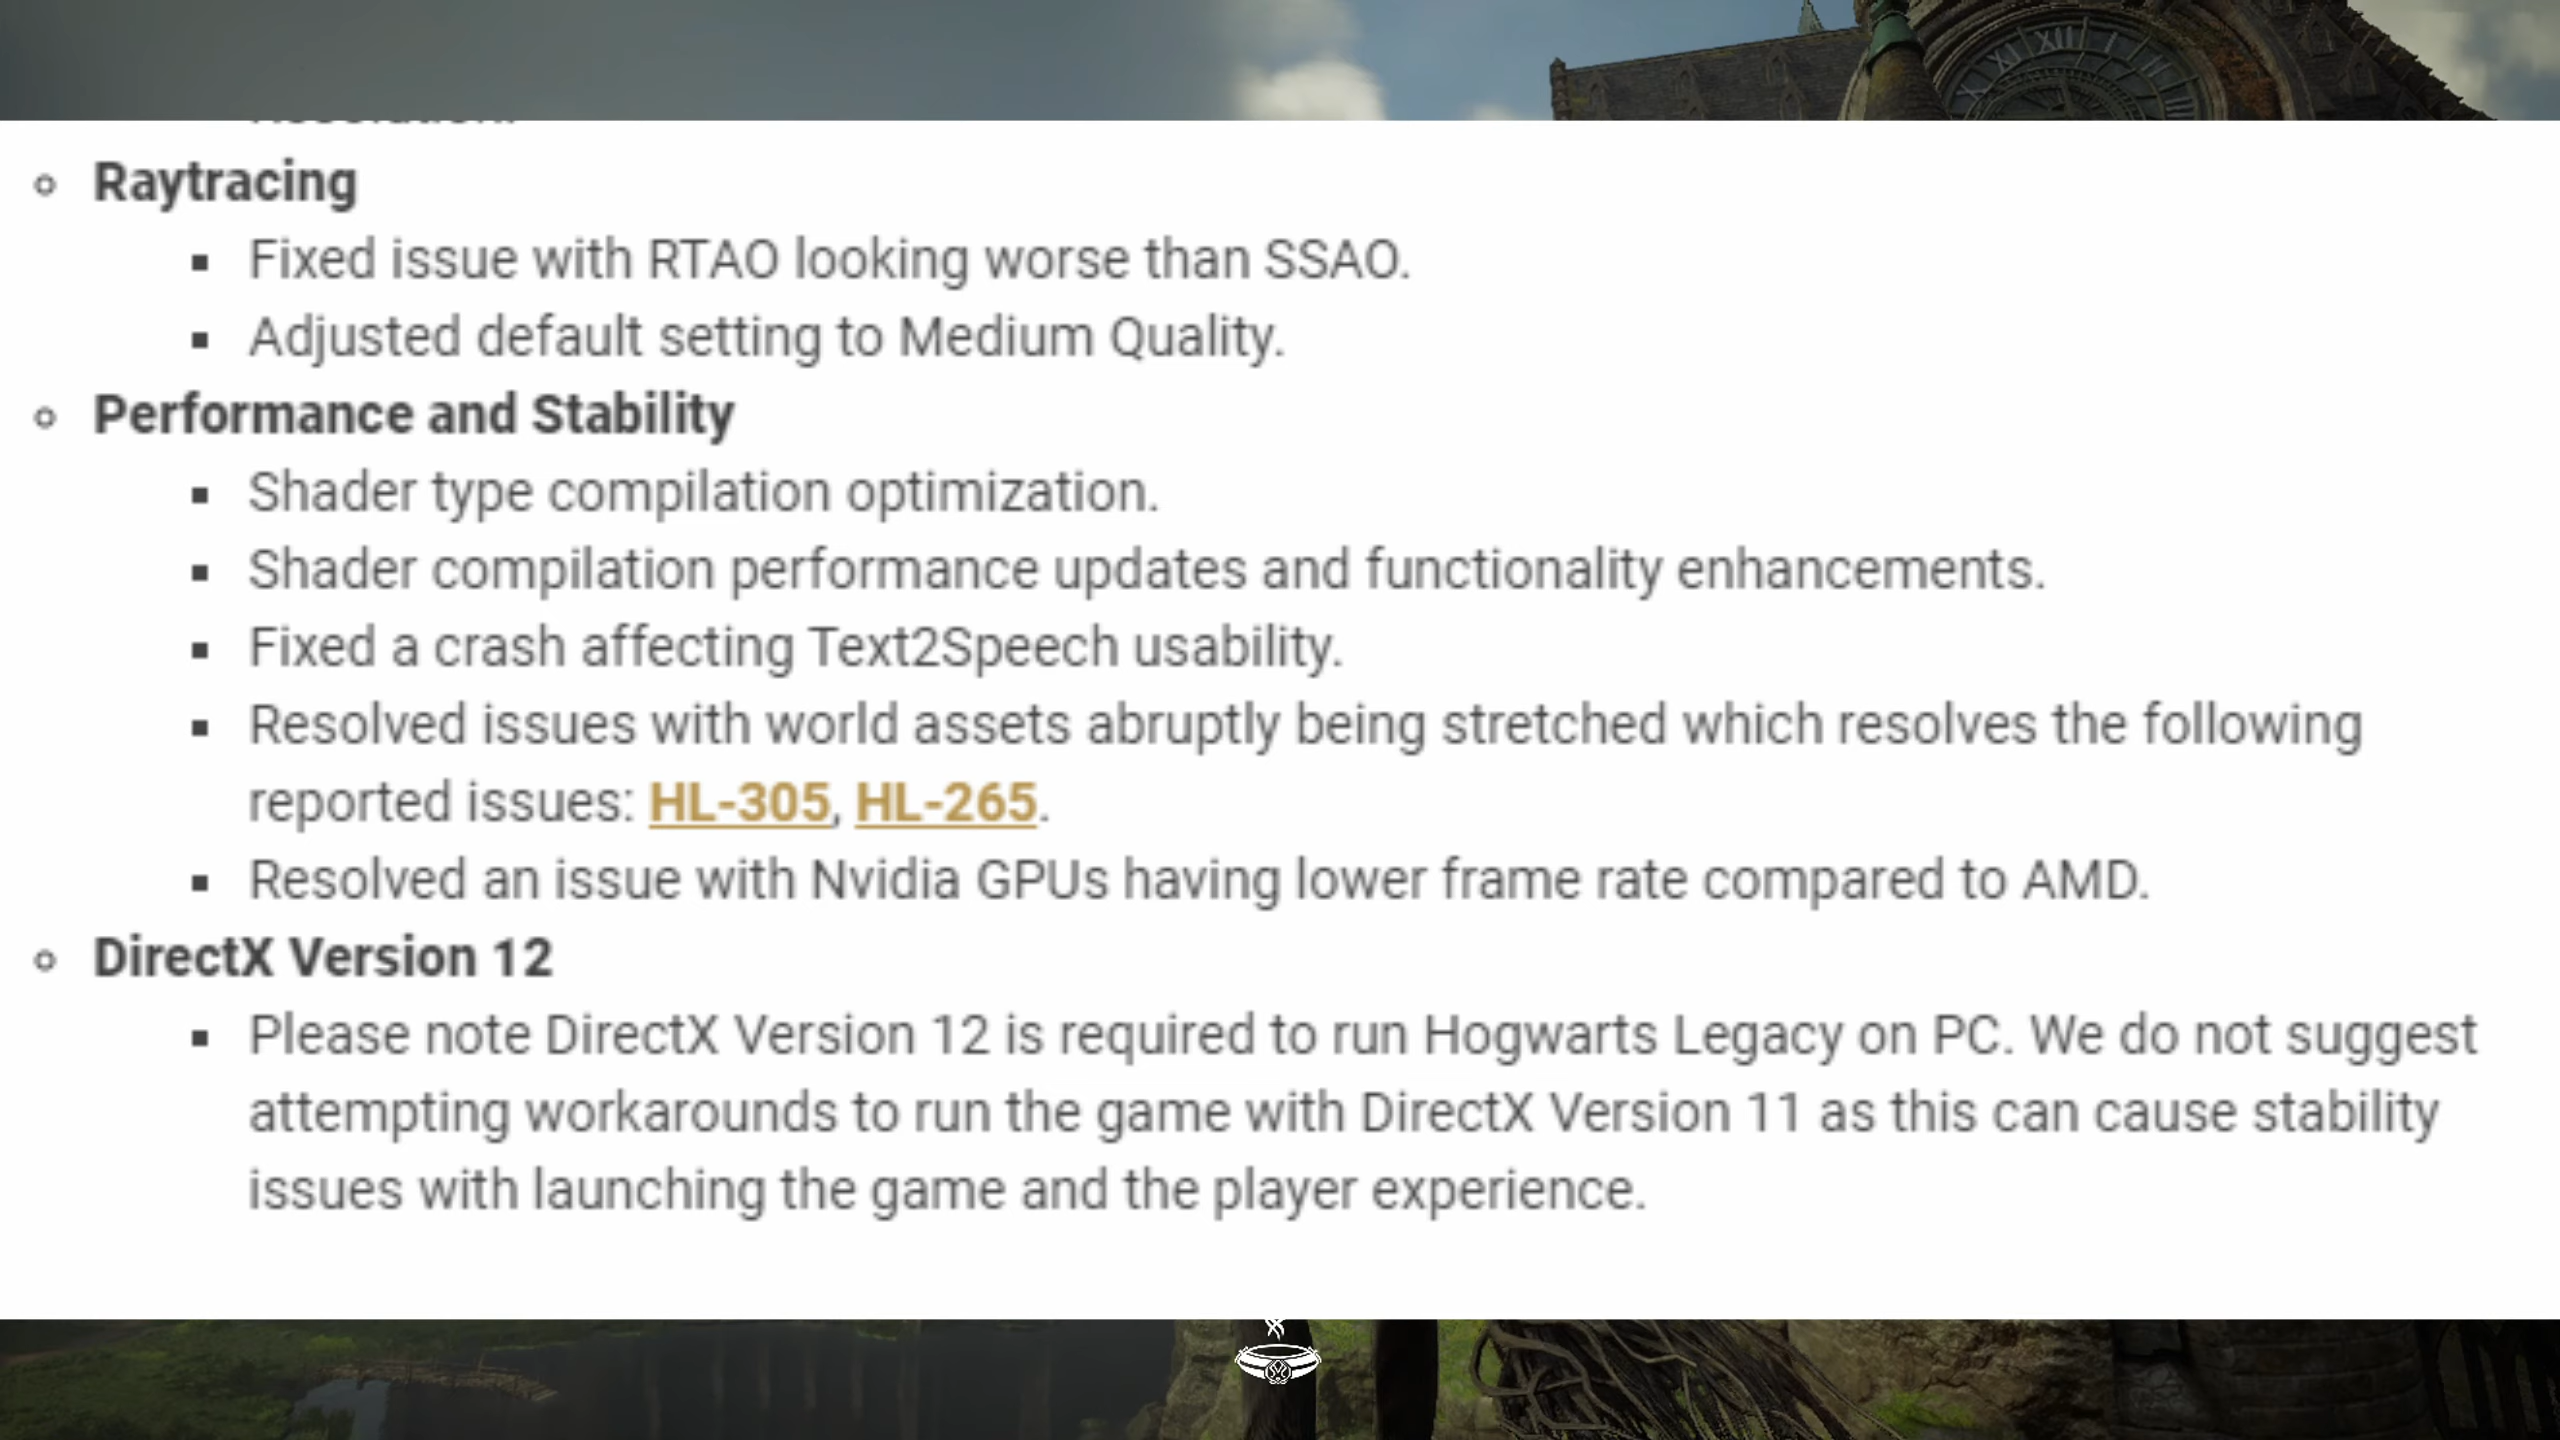 Raytracing
Fixed issue with RTAO looking worse than SSAO.
Adjusted default setting to Medium Quality.
Performance and Stability
Shader type compilation optimization.
Shader compilation performance updates and functionality enhancements.
Fixed a crash affecting Text2Speech usability.
Resolved issues with world assets abruptly being stretched which resolves the following
reported issues: HL-305, HL-265.
Resolved an issue with Nvidia GPUs having lower frame rate compared to AMD.
DirectX Version 12
Please note DirectX Version 12 is required to run Hogwarts Legacy on PC. We do not suggest
attempting workarounds to run the game with DirectX Version 11 as this can cause stability
issues with launching the game and the player experience.